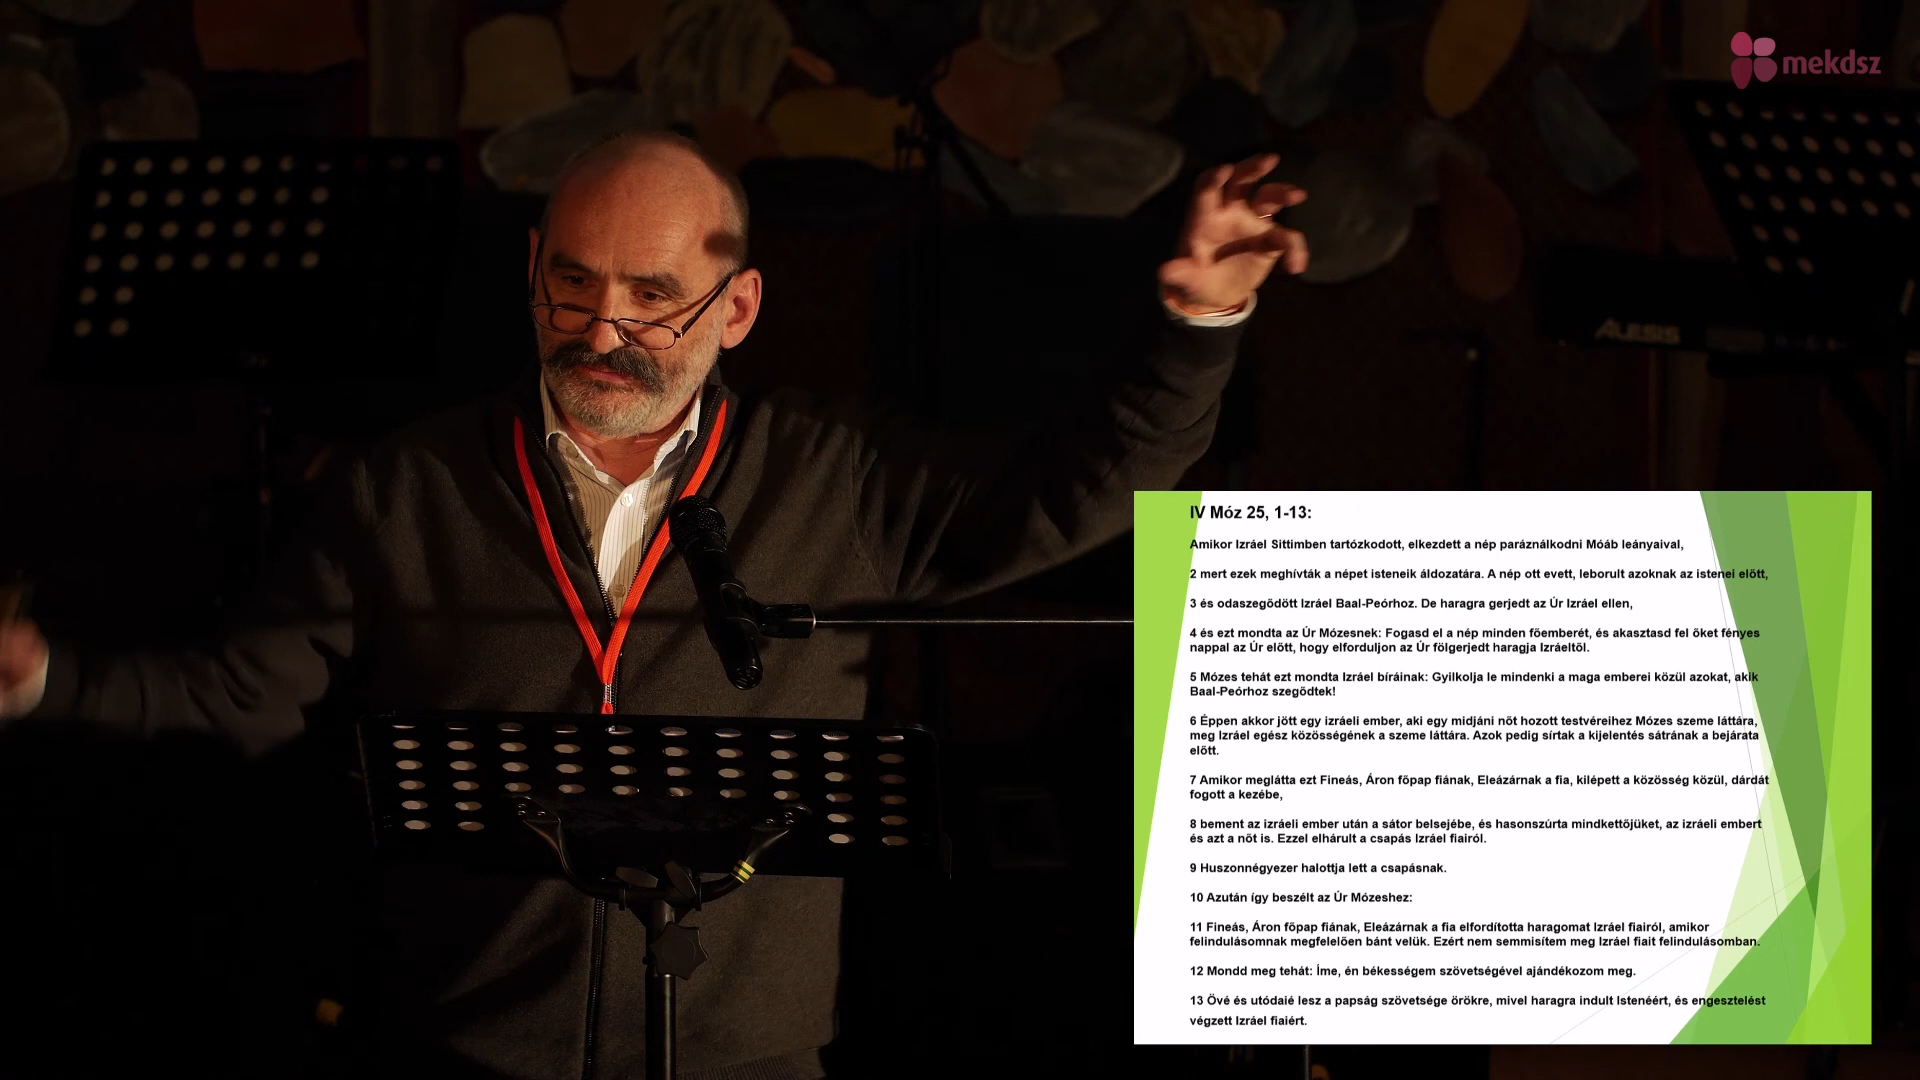 mekdsz
ALESIS
IV Móz 25, 1-13:
Amikor Izráel Sittimben tartózkodott, elkezdett a nép paráználkodni Móáb leányaival,
2 mert ezek meghívták a népet isteneik áldozatára. A nép ott evett, leborult azoknak az istenei előtt,
3 és odaszegődött Izráel Baal-Peórhoz. De haragra gerjedt az Úr Izráel ellen,
4 és ezt mondta az Úr Mózesnek: Fogasd el a nép minden főemberét, és akasztasd fel őket fényes
nappal az Úr előtt, hogy elforduljon az Úr fölgerjedt haragja Izráeltől.
5 Mózes tehát ezt mondta Izráel bíráinak: Gyilkolja le mindenki a maga emberei közül azokat, akik
Baal-Peórhoz szegődtek!
6 Éppen akkor jött egy izráeli ember, aki egy midjáni nőt hozott testvéreihez Mózes szeme láttára,
meg Izráel egész közösségének a szeme láttára. Azok pedig sírtak a kijelentés sátrának a bejárata
előtt.
7 Amikor meglátta ezt Fineás, Áron főpap fiának, Eleázárnak a fia, kilépett a közösség közül, dárdát
fogott a kezébe,
8 bement az izráeli ember után a sátor belsejébe, és hasonszúrta mindkettőjüket, az izráeli embert
és azt a nőt is. Ezzel elhárult a csapás Izráel fiairól.
9 Huszonnégyezer halottja lett a csapásnak.
10 Azután így beszélt az Úr Mózeshez:
11 Fineás, Áron főpap fiának, Eleázárnak a fia elfordította haragomat Izráel fiairól, amikor
felindulásomnak megfelelően bánt velük. Ezért nem semmisítem meg Izráel fiait felindulásomban.
12 Mondd meg tehát: Íme, én békességem szövetségével ajándékozom meg.
13 Övé és utódaié lesz a papság szövetsége örökre, mivel haragra indult Istenéért, és engesztelést
végzett Izráel fiaiért.